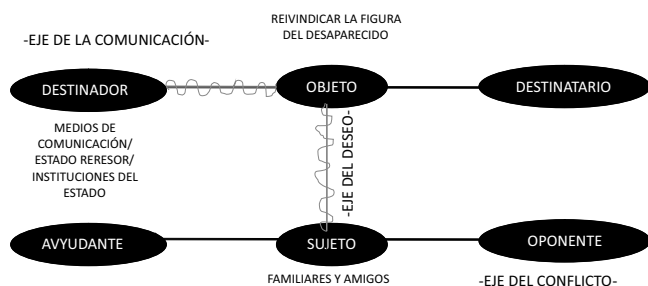 REIVINDICAR LA FIGURA
DEL DESAPARECIDO
-EJE DE LA COMUNICACIÓN-
DESTINADOR
OBJETO
DESTINATARIO
MEDIOS DE
COMUNICACIÓN/
ESTADO RERESOR/
INSTITUCIONES DEL
ESTADO
-EJE DEL DESEO-
AVYUDANTE
SUJETO
OPONENTE
FAMILIARES Y AMIGOS
-EJE DEL CONFLICTO-